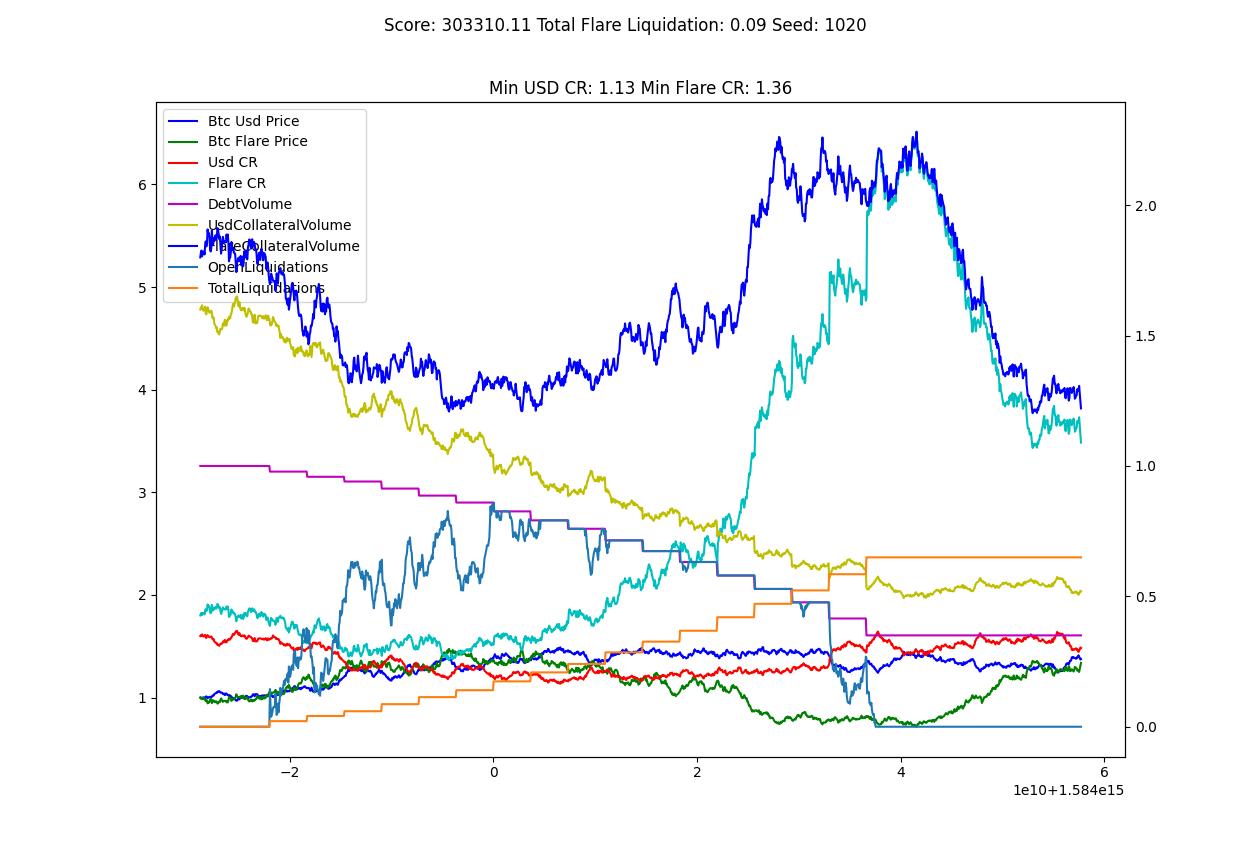 Score: 303310.11 Total Flare Liquidation: 0.09 Seed: 1020
Min USD CR: 1.13 Min Flare CR: 1.36
Btc Usd Price
Btc Flare Price
Usd CR
Flare CR
DebtVolume
UsdCollateralVolume
FlareCollateralVolume
OpenLiquidations
TotalLiquidations
6
5
4
3
2
1
2.0
1.5
1.0
0.5
0.0
−2 0 2 4 6
1e10+1.584e15